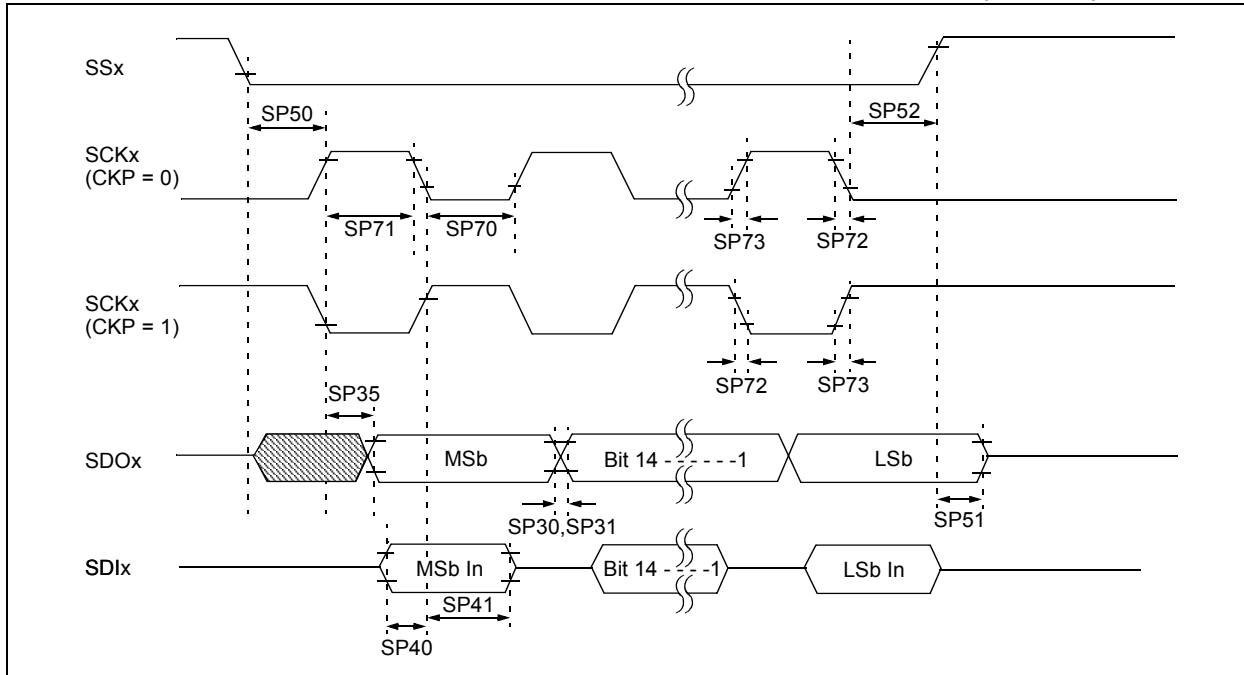 SSx
SP50
SP52
SCKx
(CKP = 0)
SP71
SP70
SP73
SP72
SCKx
(CKP = 1)
SP72
SP73
SP35
SDOx
MSb
Bit 14 - - - - - - -1
LSb
SP30,SP31
SP51
SDIx
MSb In
Bit 14 - - - - -1
LSb In
SP41
SP40